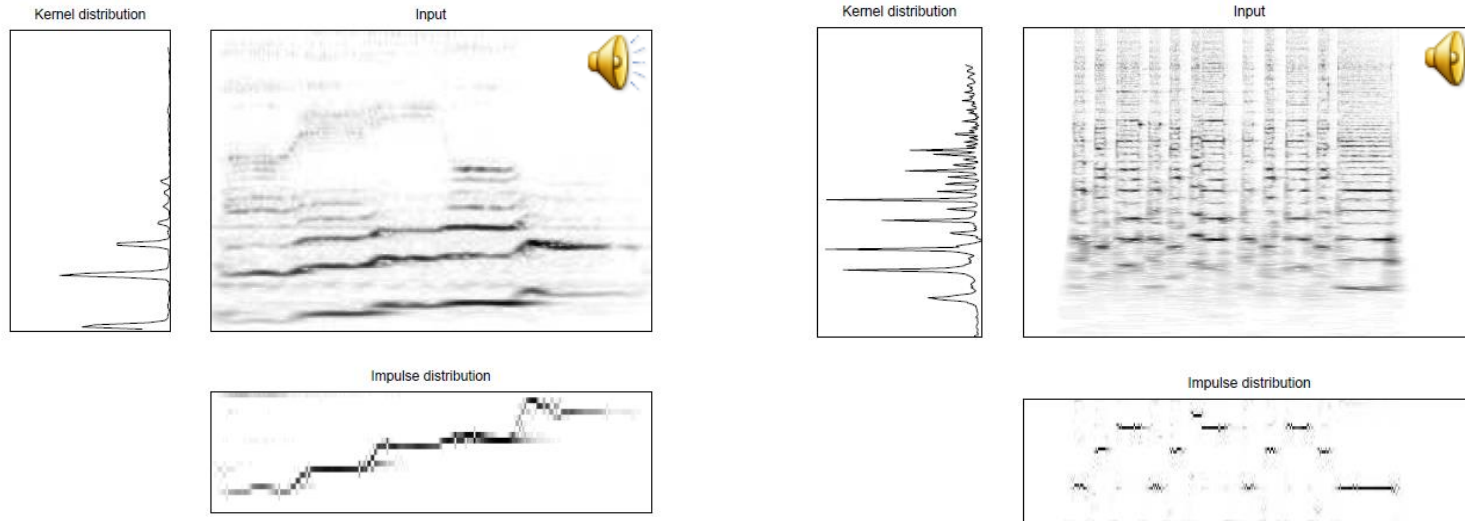 Kernel distribution
Input
Impulse distribution
Kernel distribution
Input
Impulse distribution